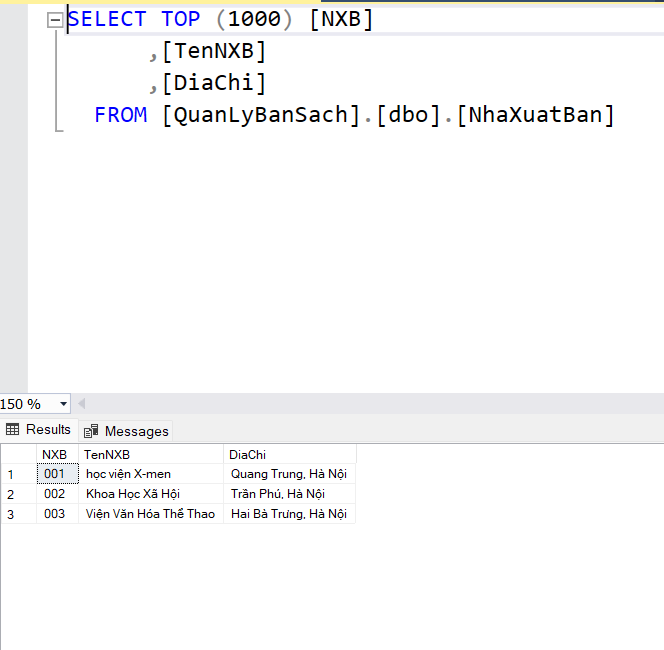 SELECT TOP (1000) [NXB]
,[TenNXB]
,[DiaChi]
FROM [QuanLyBanSach].[dbo].[NhaXuatBan]
150 %
Results Messages
NXB TenNXB DiaChi
1 001 học viện X-men Quang Trung, Hà Nội
2 002 Khoa Học Xã Hội Trần Phú, Hà Nội
3 003 Viện Văn Hóa Thể Thao Hai Bà Trưng, Hà Nội